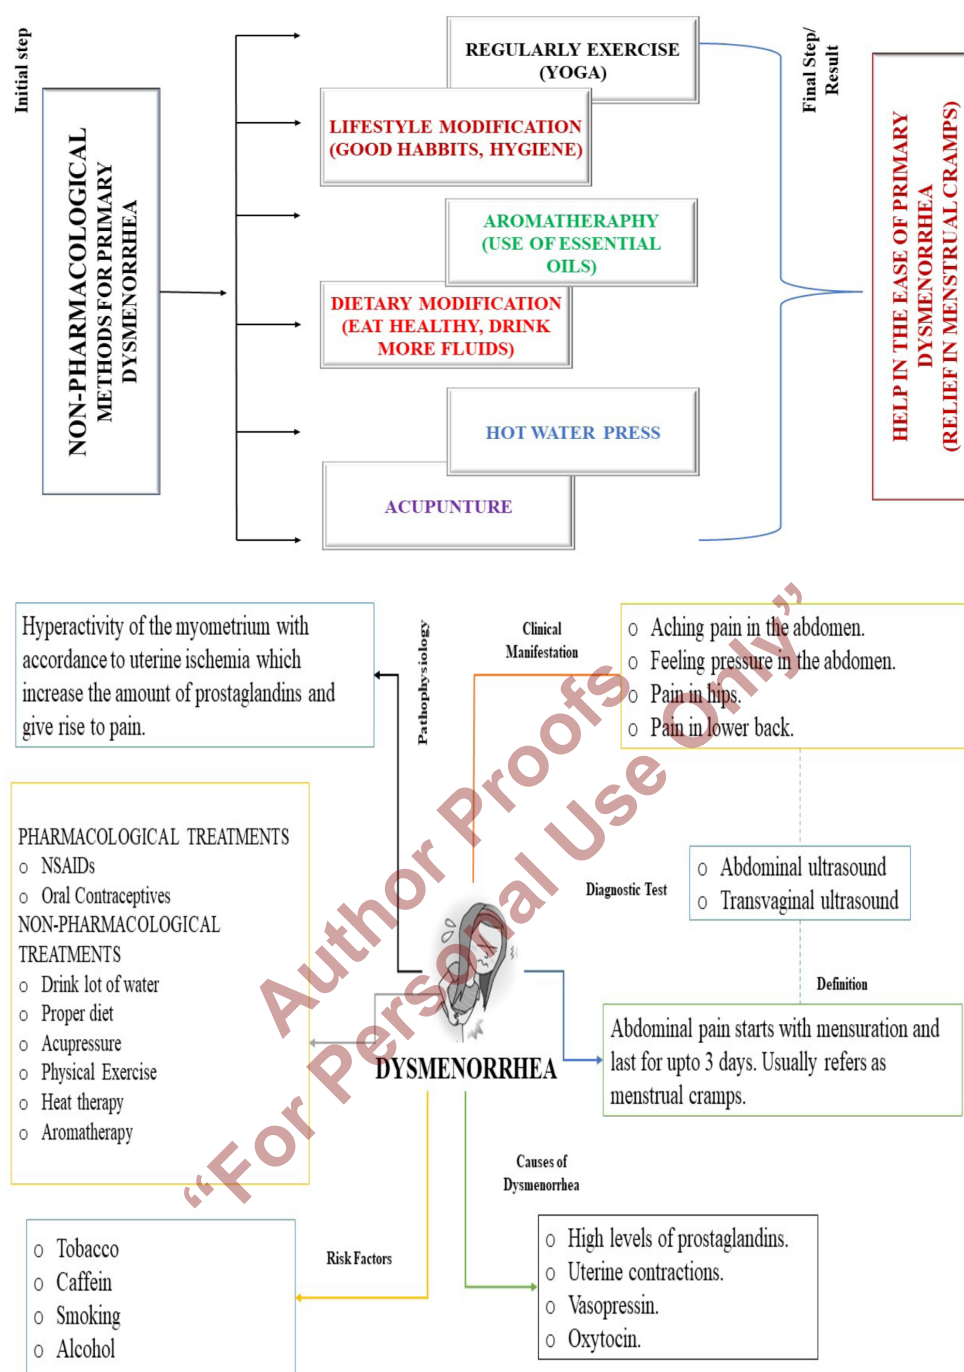 Initial step
NON-PHARMACOLOGICAL
METHODS FOR PRIMARY
DYSMENORRHEA
REGULARLY EXERCISE
(YOGA)
LIFESTYLE MODIFICATION
(GOOD HABBITS, HYGIENE)
AROMATHERAPHY
(USE OF ESSENTIAL
OILS)
DIETARY MODIFICATION
(EAT HEALTHY, DRINK
MORE FLUIDS)
HOT WATER PRESS
ACUPUNTURE
Final Step/
Result
HELP IN THE EASE OF PRIMARY
DYSMENORRHEA
(RELIEF IN MENSTRUAL CRAMPS)
Hyperactivity of the myometrium with
accordance to uterine ischemia which
increase the amount of prostaglandins and
give rise to pain.
Pathophysiology
Clinical
Manifestation
o Aching pain in the abdomen.
o Feeling pressure in the abdomen.
o Pain in hips.
o Pain in lower back.
PHARMACOLOGICAL TREATMENTS
o NSAIDs
o Oral Contraceptives
NON-PHARMACOLOGICAL
TREATMENTS
o Drink lot of water
o Proper diet
o Acupressure
o Physical Exercise
o Heat therapy
o Aromatherapy
Diagnostic Test
o Abdominal ultrasound
o Transvaginal ultrasound
Definition
Abdominal pain starts with mensuration and
last for upto 3 days. Usually refers as
menstrual cramps.
DYSMENORRHEA
Causes of
Dysmenorrhea
o High levels of prostaglandins.
o Uterine contractions.
o Vasopressin.
o Oxytocin.
Risk Factors
o Tobacco
o Caffein
o Smoking
o Alcohol
Author Proofs
“For Personal Use Only”